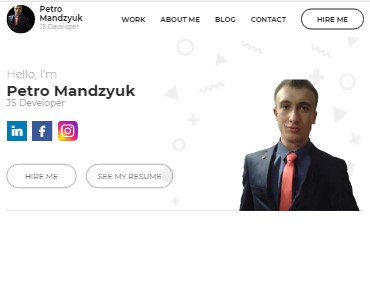 Petro
Mandzyuk
JS Developer
WORK
ABOUT ME
BLOG
CONTACT
HIRE ME
Hello, I'm
Petro Mandzyuk
JS Developer
in
f
HIRE ME
SEE MY RESUME